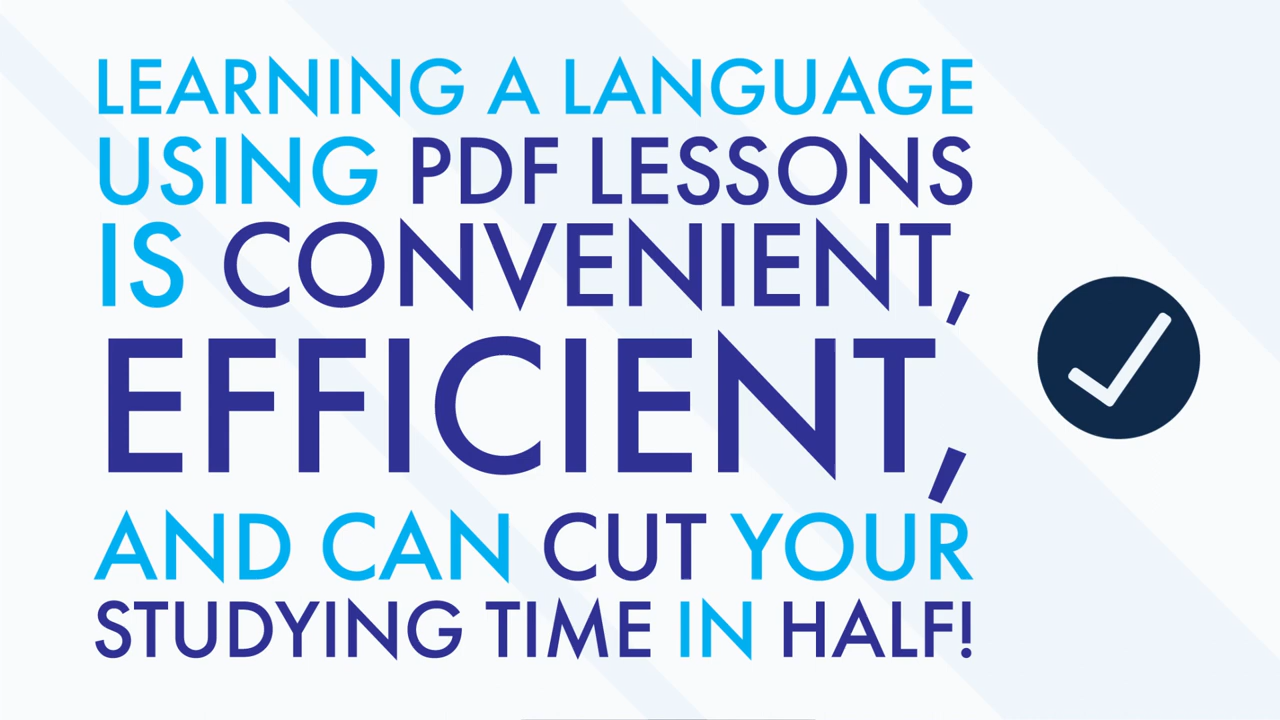 LEARNING A LANGUAGE
USING PDF LESSONS
IS CONVENIENT,
EFFICIENT,
AND CAN CUT YOUR
STUDYING TIME IN HALF!